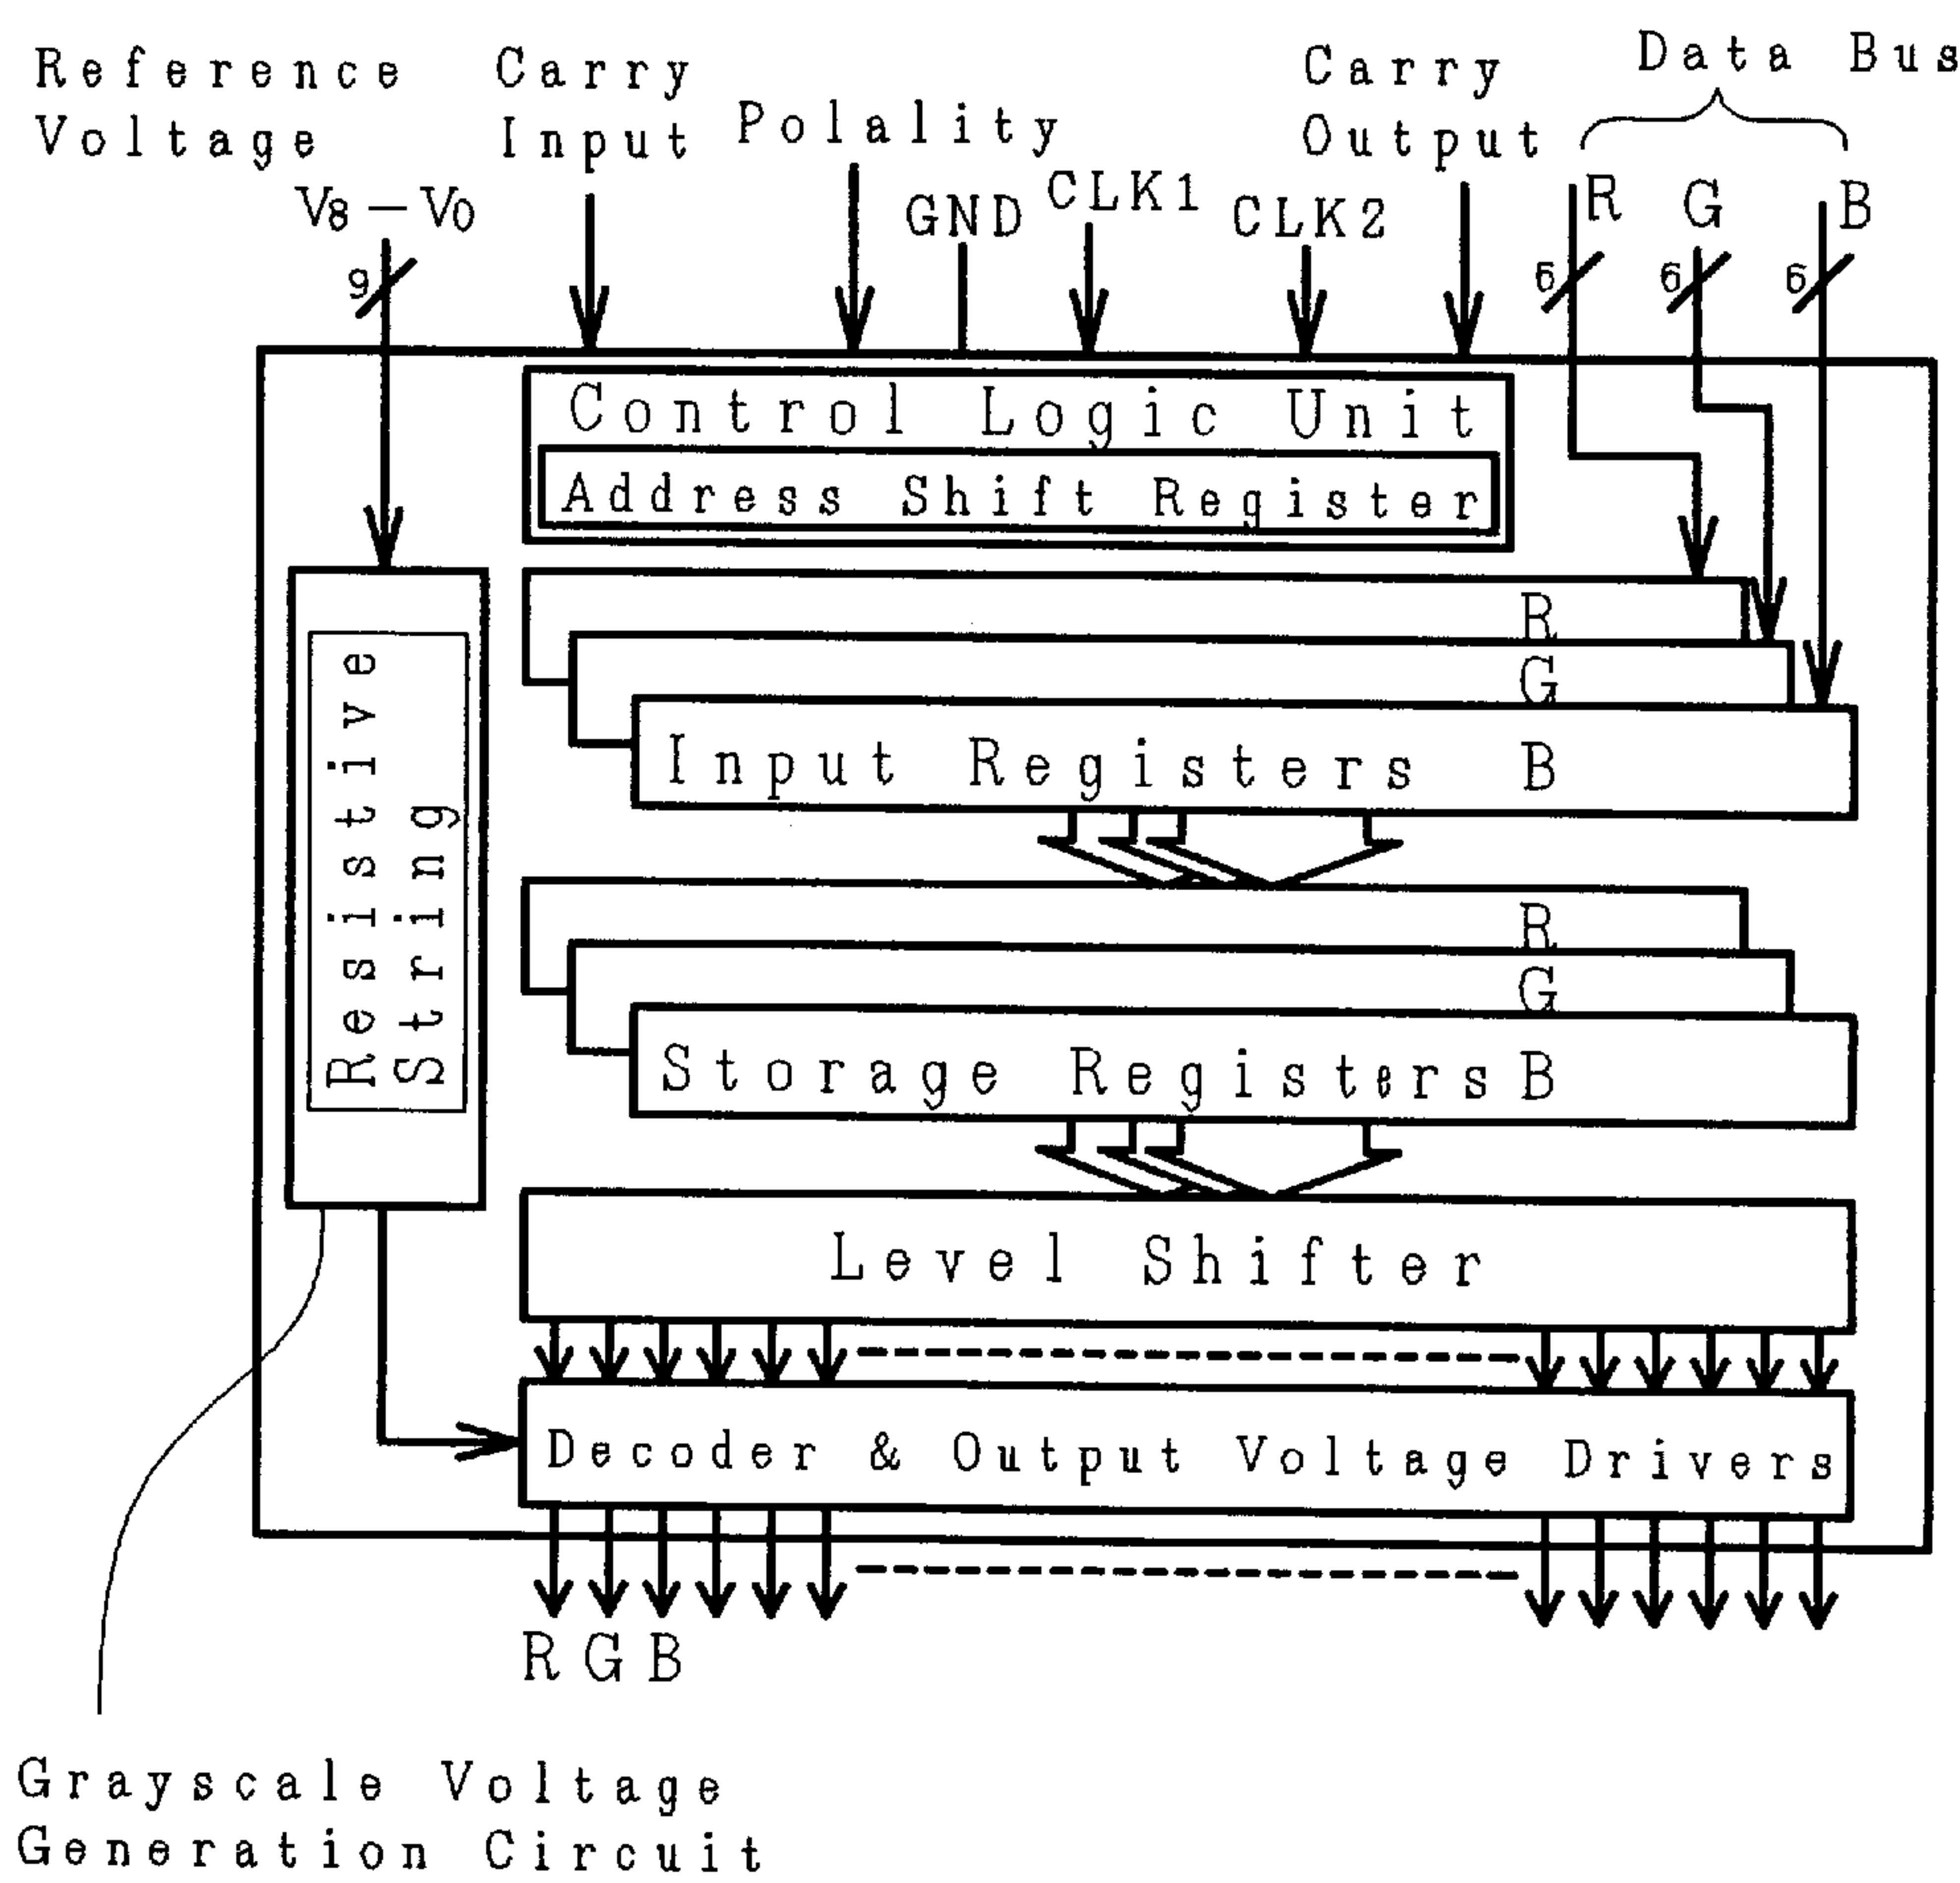 Reference
Voltage
V8－V0
9
Carry
Input
Polality
GND
CLK1
CLK2
Carry
Output
Data Bus
R
G
B
6
6
6
Control Logic Unit
Address Shift Register
R
G
Input Registers B
R
G
Storage Registers B
Resistive
String
Level Shifter
Decoder & Output Voltage Drivers
R G B
Grayscale Voltage
Generation Circuit